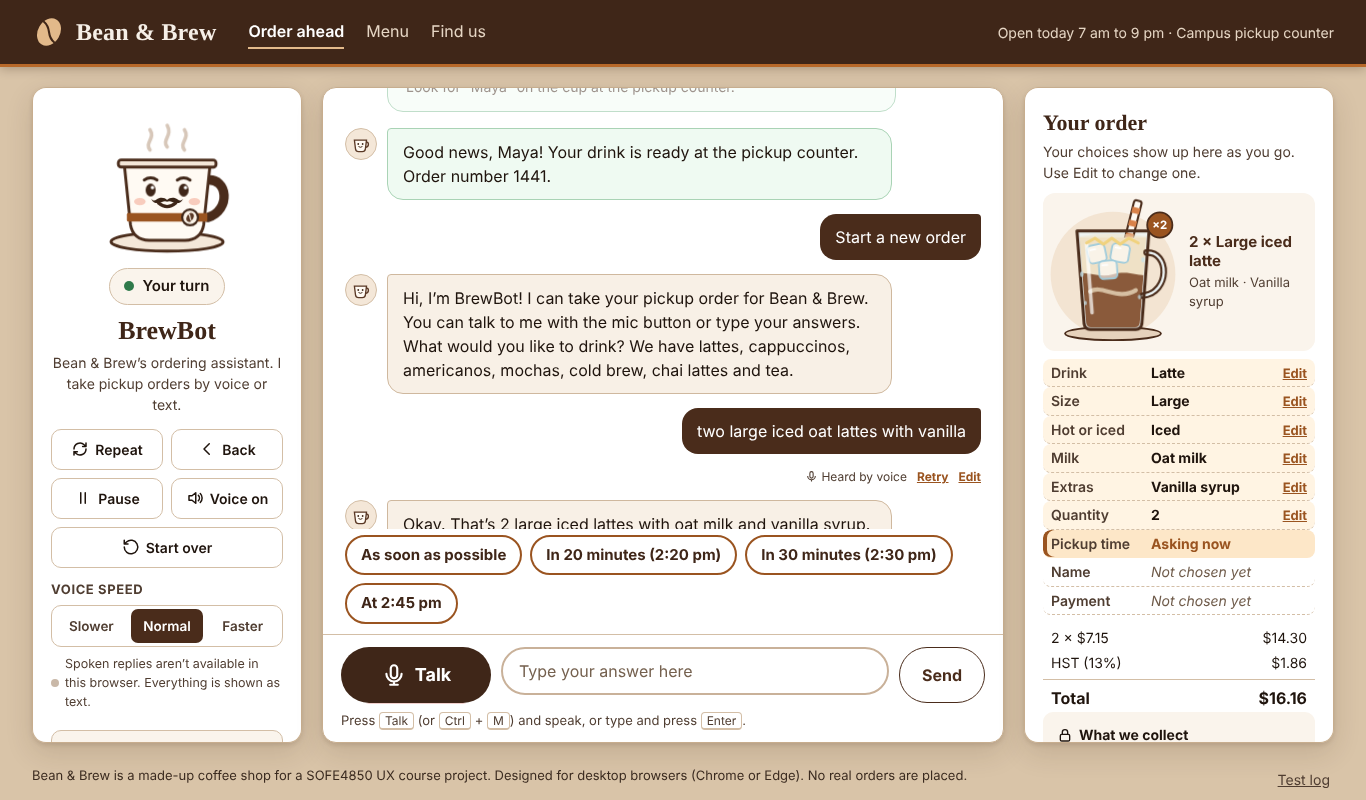 Bean & Brew
Order ahead
Menu
Find us
Open today 7 am to 9 pm · Campus pickup counter
Your turn
BrewBot
Bean & Brew’s ordering assistant. I
take pickup orders by voice or
text.
Repeat
Back
Pause
Voice on
Start over
VOICE SPEED
Slower
Normal
Faster
Spoken replies aren’t available in
this browser. Everything is shown as
text.
Look for “Maya” on the cup at the pickup counter.
Good news, Maya! Your drink is ready at the pickup counter.
Order number 1441.
Start a new order
Hi, I’m BrewBot! I can take your pickup order for Bean & Brew.
You can talk to me with the mic button or type your answers.
What would you like to drink? We have lattes, cappuccinos,
americanos, mochas, cold brew, chai lattes and tea.
two large iced oat lattes with vanilla
Heard by voice Retry Edit
Okay. That’s 2 large iced lattes with oat milk and vanilla syrup.
As soon as possible
In 20 minutes (2:20 pm)
In 30 minutes (2:30 pm)
At 2:45 pm
Talk
Type your answer here
Send
Press Talk (or Ctrl + M) and speak, or type and press Enter.
Your order
Your choices show up here as you go.
Use Edit to change one.
×2
2 × Large iced
latte
Oat milk · Vanilla
syrup
Drink Latte Edit
Size Large Edit
Hot or iced Iced Edit
Milk Oat milk Edit
Extras Vanilla syrup Edit
Quantity 2 Edit
Pickup time Asking now
Name Not chosen yet
Payment Not chosen yet
2 × $7.15 $14.30
HST (13%) $1.86
Total $16.16
What we collect
Bean & Brew is a made-up coffee shop for a SOFE4850 UX course project. Designed for desktop browsers (Chrome or Edge). No real orders are placed.
Test log